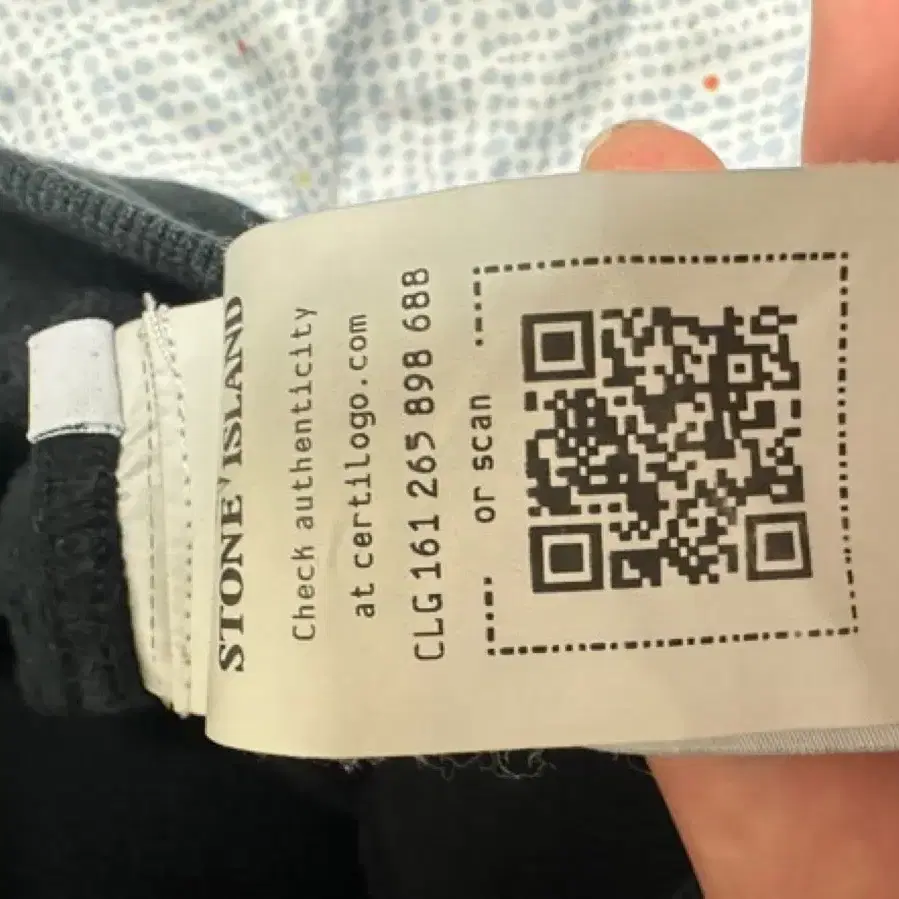 STONE ISLAND
Check authenticity
at certilogo.com
CLG 161 265 898 688
or scan